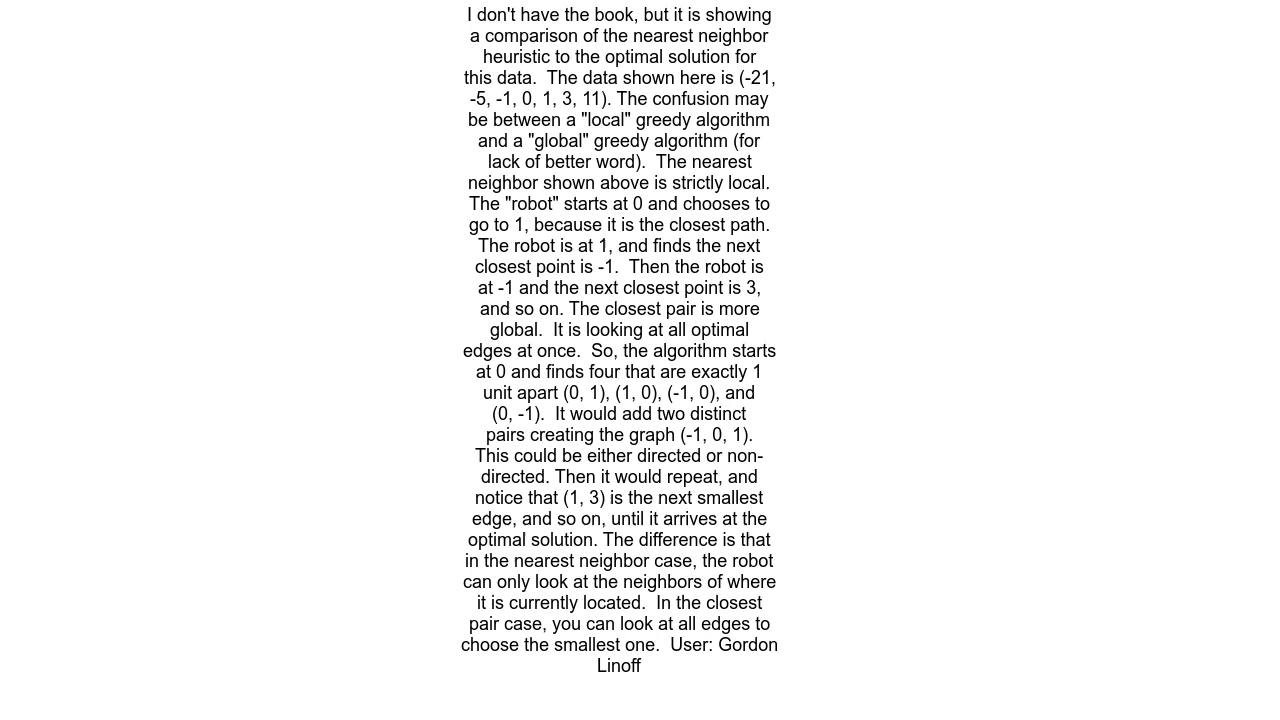 I don't have the book, but it is showing
a comparison of the nearest neighbor
heuristic to the optimal solution for
this data.  The data shown here is (-21,
-5, -1, 0, 1, 3, 11). The confusion may
be between a "local" greedy algorithm
and a "global" greedy algorithm (for
lack of better word).  The nearest
neighbor shown above is strictly local.
The "robot" starts at 0 and chooses to
go to 1, because it is the closest path.
The robot is at 1, and finds the next
closest point is -1.  Then the robot is
at -1 and the next closest point is 3,
and so on. The closest pair is more
global.  It is looking at all optimal
edges at once.  So, the algorithm starts
at 0 and finds four that are exactly 1
unit apart (0, 1), (1, 0), (-1, 0), and
(0, -1).  It would add two distinct
pairs creating the graph (-1, 0, 1).
This could be either directed or non-
directed. Then it would repeat, and
notice that (1, 3) is the next smallest
edge, and so on, until it arrives at the
optimal solution. The difference is that
in the nearest neighbor case, the robot
can only look at the neighbors of where
it is currently located.  In the closest
pair case, you can look at all edges to
choose the smallest one.  User: Gordon
Linoff